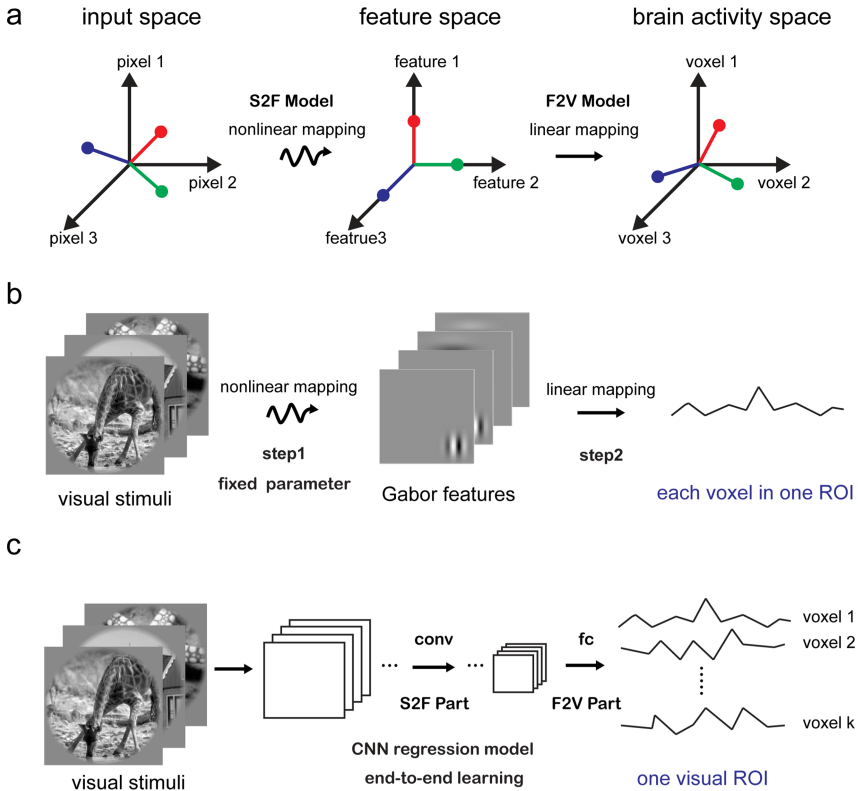 a
input space
feature space
brain activity space
pixel 1
feature 1
voxel 1
S2F Model
F2V Model
nonlinear mapping
linear mapping
pixel 2
feature 2
voxel 2
pixel 3
featrue3
voxel 3
b
nonlinear mapping
linear mapping
step1
step2
fixed parameter
visual stimuli
Gabor features
each voxel in one ROI
c
voxel 1
conv
fc
voxel 2
...
...
S2F Part
F2V Part
voxel k
CNN regression model
end-to-end learning
visual stimuli
one visual ROI